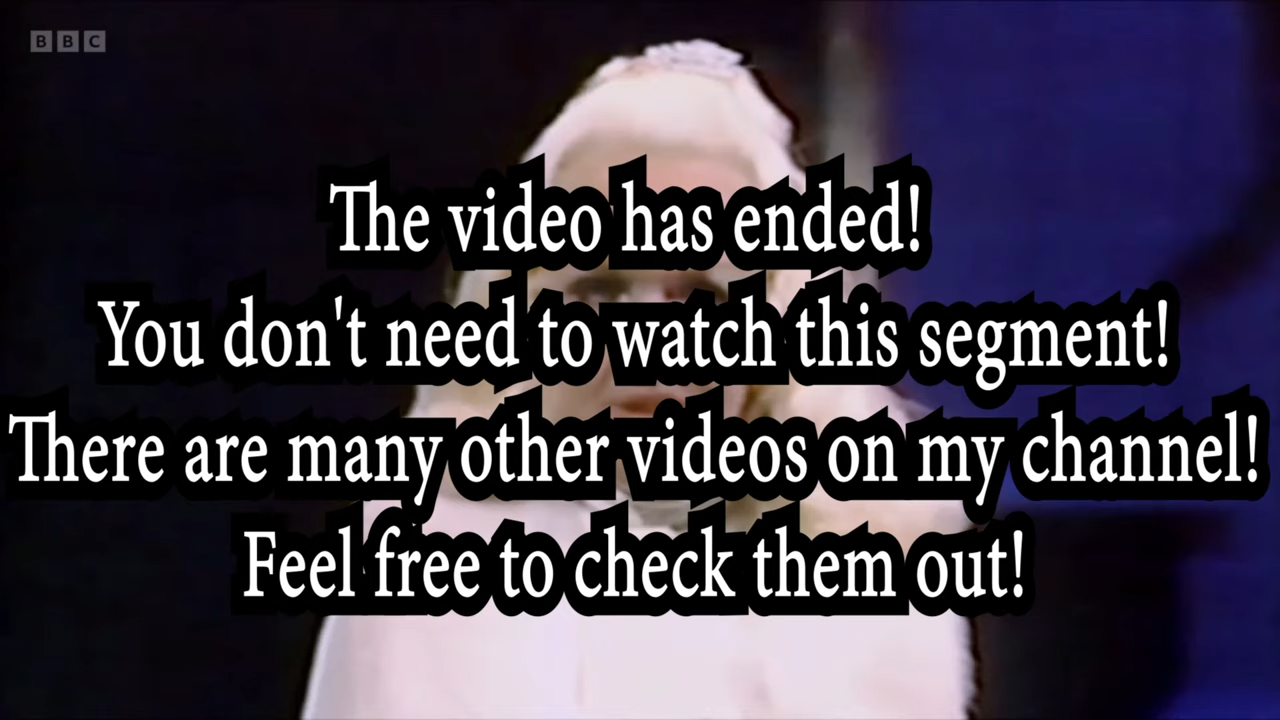 BBC
The video has ended!
You don't need to watch this segment!
There are many other videos on my channel!
Feel free to check them out!